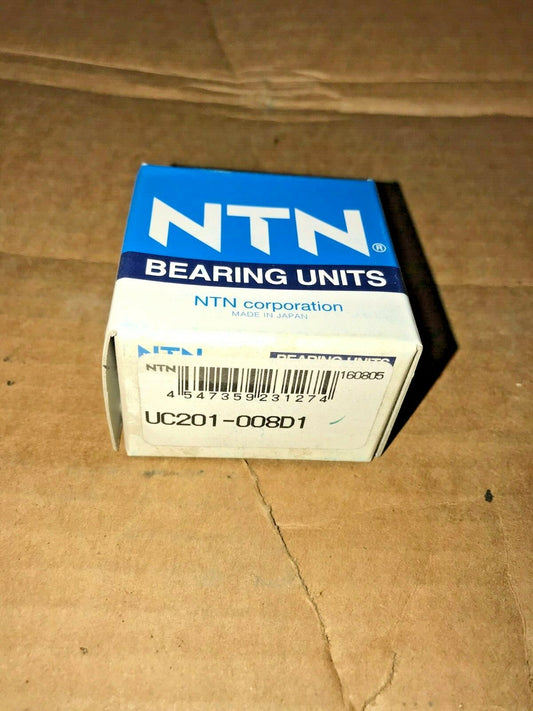 NTN®
BEARING UNITS
NTN corporation
MADE IN JAPAN
NTN BEARING UNITS
NTN 160805
4 547359 231274
UC201-008D1